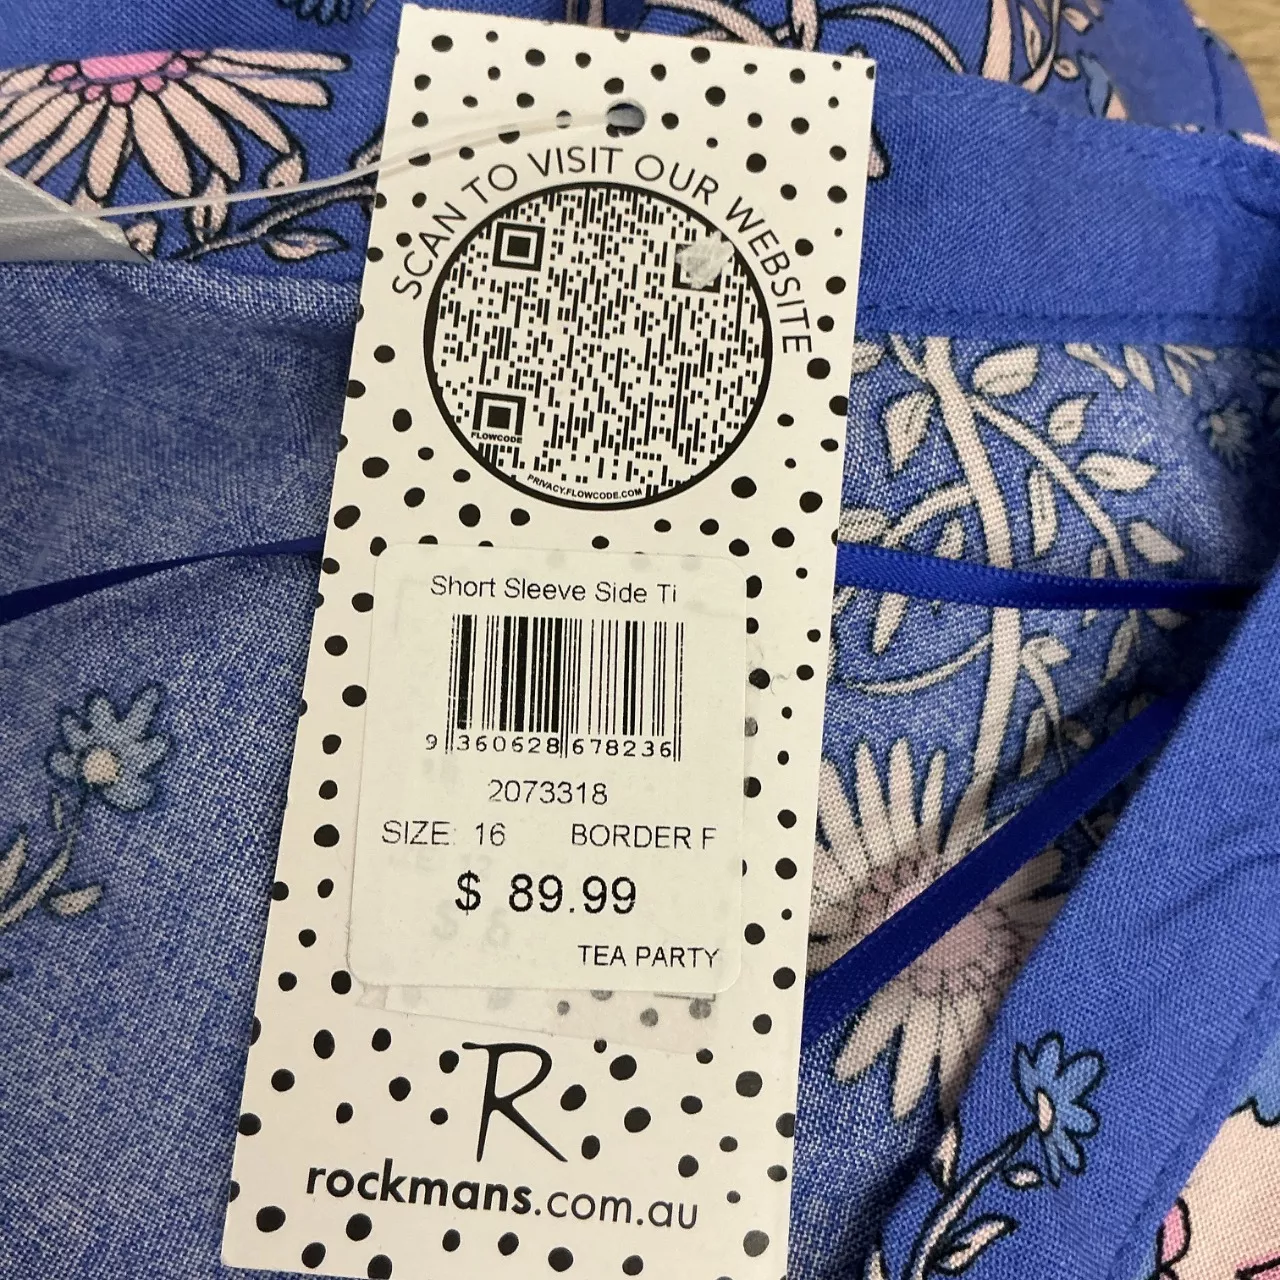 SCAN TO VISIT OUR WEBSITE
FLOWCODE
PRIVACY.FLOWCODE.COM
Short Sleeve Side Ti
9 360628 678236
2073318
SIZE: 16 BORDER F
$ 89.99
TEA PARTY
R
rockmans.com.au